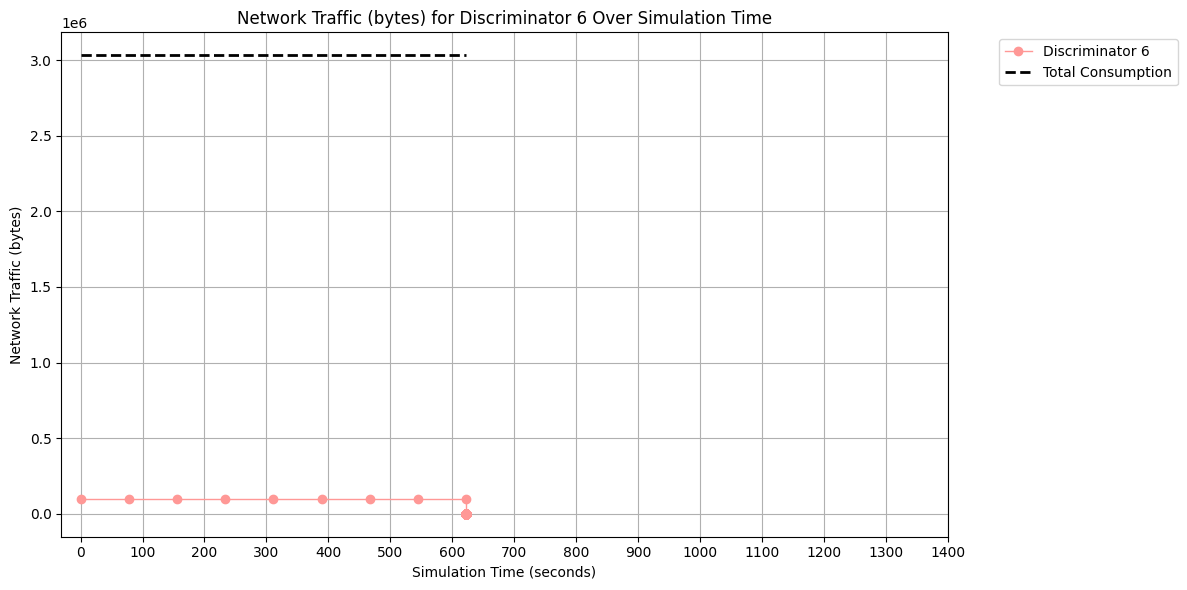 Network Traffic (bytes) for Discriminator 6 Over Simulation Time
1e6
Discriminator 6
Total Consumption
3.0
2.5
2.0
1.5
1.0
0.5
0.0
Network Traffic (bytes)
0 100 200 300 400 500 600 700 800 900 1000 1100 1200 1300 1400
Simulation Time (seconds)